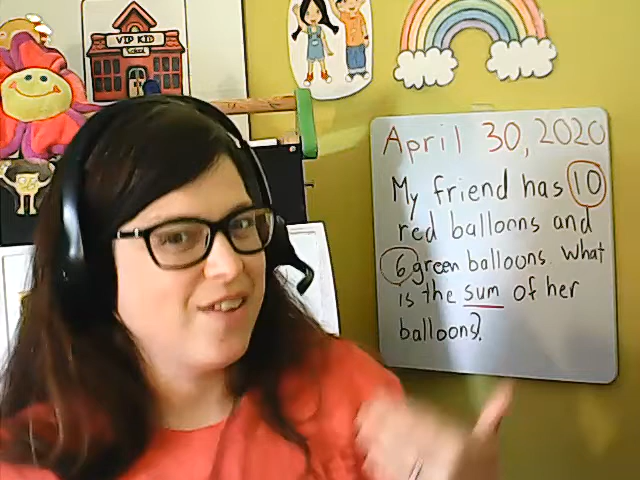 VIP KID
School
April 30, 2020
My friend has 10
red balloons and
6 green balloons. What
is the sum of her
balloons?